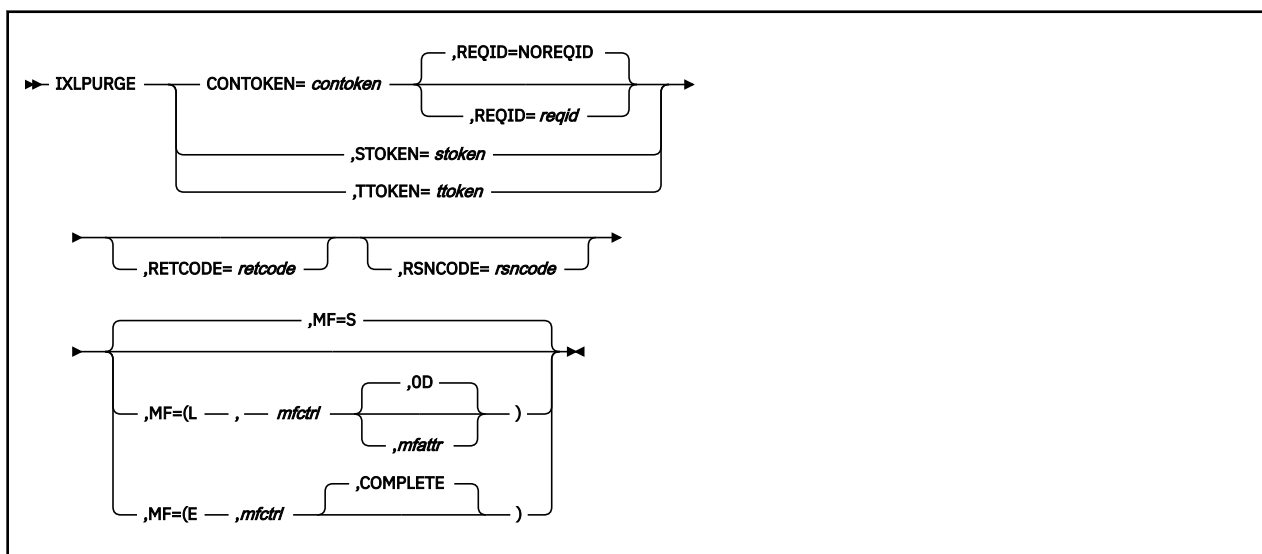 ,REQID=NOREQID
IXLPURGE CONTOKEN= contoken
,REQID= reqid
,STOKEN= stoken
,TTOKEN= ttoken
,RETCODE= retcode ,RSNCODE= rsncode
,MF=S
,0D
,MF=(L , mfctrl )
,mfattr
,COMPLETE
,MF=(E ,mfctrl )